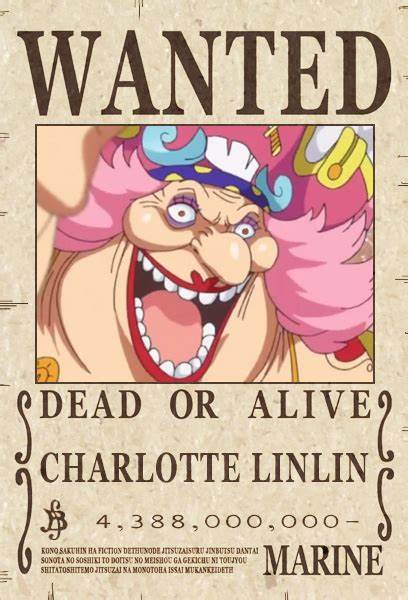 WANTED
DEAD OR ALIVE
CHARLOTTE LINLIN
฿ 4,388,000,000-
KONO SAKUHIN HA FICTION DETHUNODE JITSUZAISURU JINBUTSU DANTAI
SONOTA NO SOSHIKI TO DOITSU NO MEISHOU GA GEKICHU NI TOUJYOU
SHITATOSHITEMO JITSUZAI NA MONOTOHA ISSAI MUKANKEIDETH
MARINE